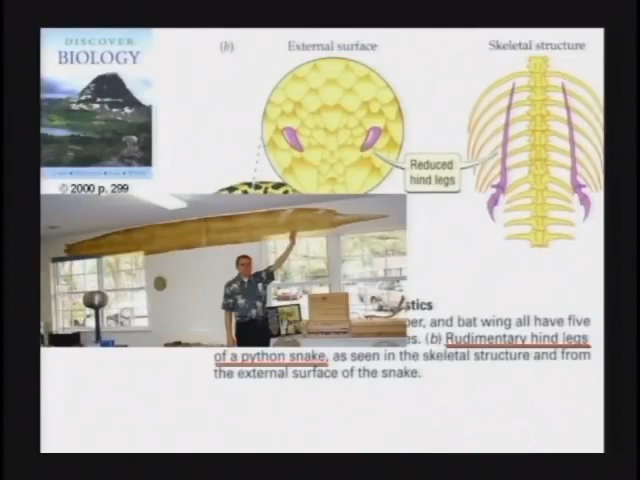 DISCOVER
BIOLOGY
© 2000 p. 299
(b)
External surface
Skeletal structure
Reduced
hind legs
stics
er, and bat wing all have five
es. (b) Rudimentary hind legs
of a python snake, as seen in the skeletal structure and from
the external surface of the snake.